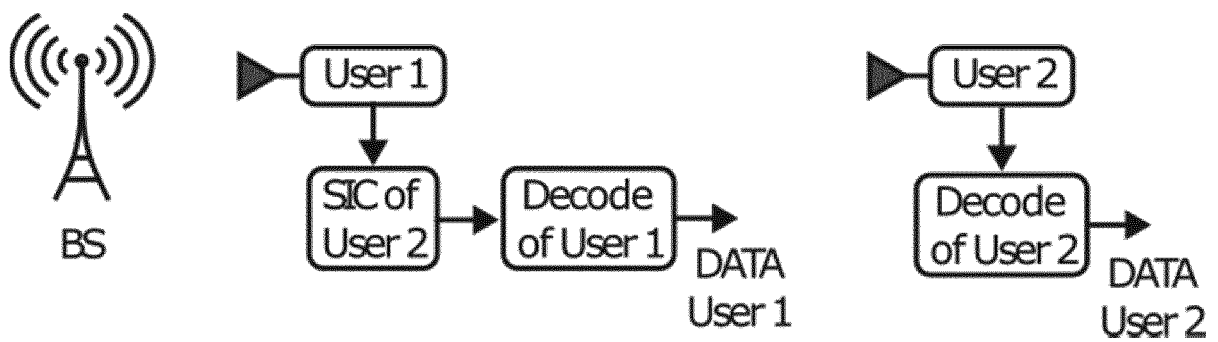 BS
User 1
SIC of
User 2
Decode
of User 1
DATA
User 1
User 2
Decode
of User 2
DATA
User 2